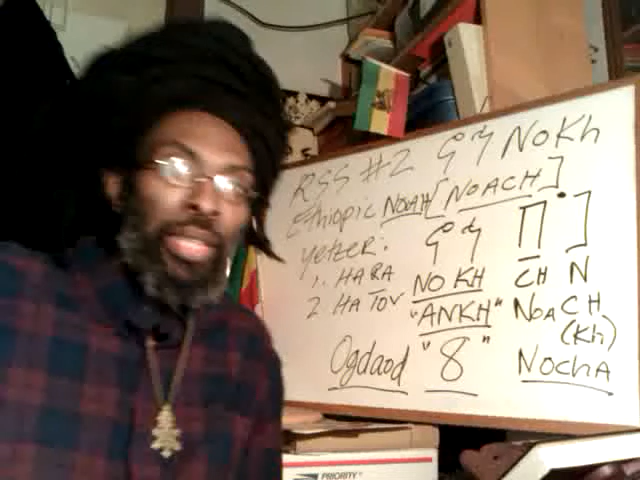 RSS #2 ኖኅ NOKh
Ethiopic NOAH [NOACH]
yetzer: ኖኅ
1. HARA NO KH CH N
2 HA TOV "ANKH" NOACH
(Kh)
Ogdaod "8" NOCHA
PRIORITY